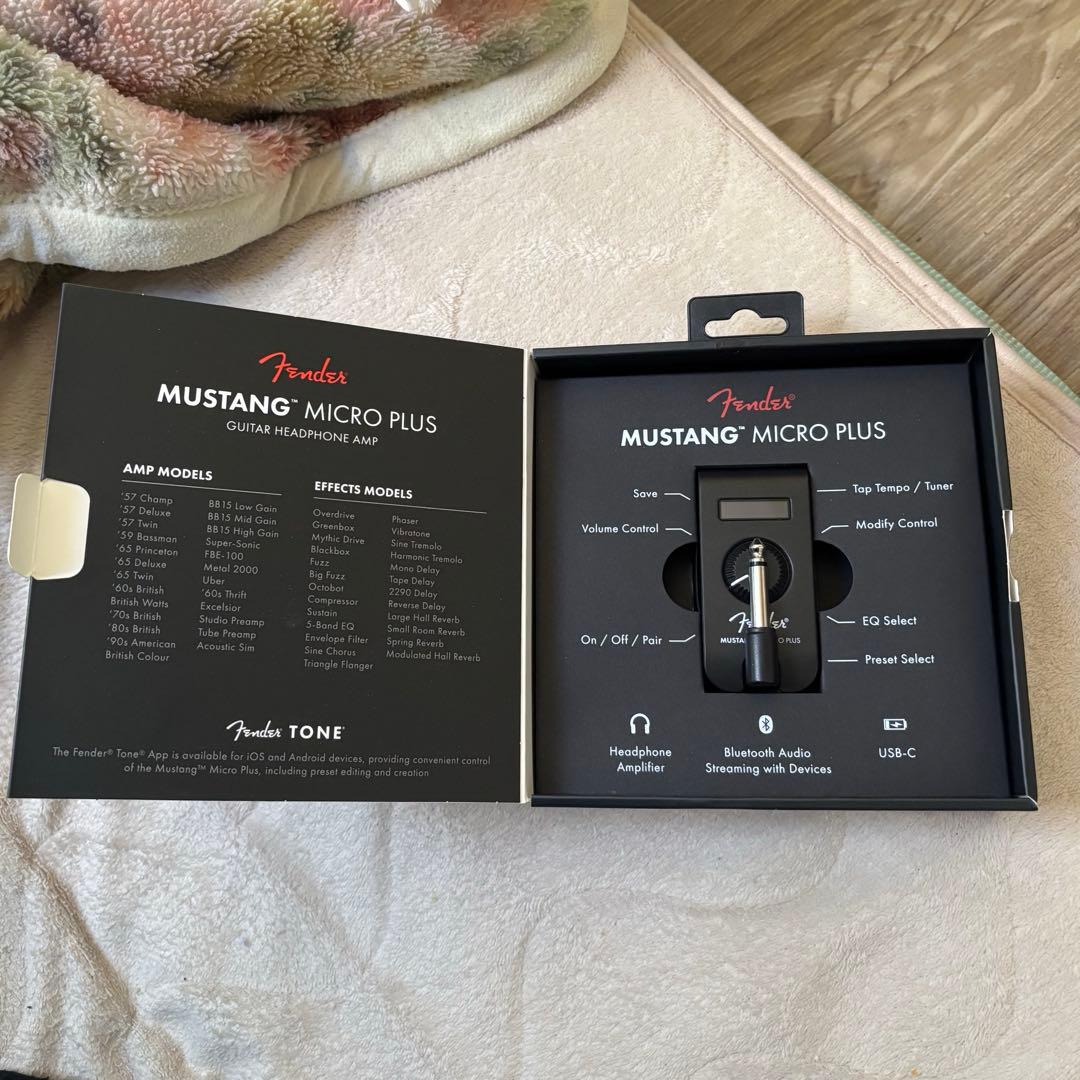 Fender
MUSTANG™ MICRO PLUS
GUITAR HEADPHONE AMP
AMP MODELS
'57 Champ
'57 Deluxe
'57 Twin
'59 Bassman
'65 Princeton
'65 Deluxe
'65 Twin
'60s British
British Watts
'70s British
'80s British
'90s American
British Colour
BB15 Low Gain
BB15 Mid Gain
BB15 High Gain
Super-Sonic
FBE-100
Metal 2000
Uber
'60s Thrift
Excelsior
Studio Preamp
Tube Preamp
Acoustic Sim
EFFECTS MODELS
Overdrive
Greenbox
Mythic Drive
Blackbox
Fuzz
Big Fuzz
Octobot
Compressor
Sustain
5-Band EQ
Envelope Filter
Sine Chorus
Triangle Flanger
Phaser
Vibratone
Sine Tremolo
Harmonic Tremolo
Mono Delay
Tape Delay
2290 Delay
Reverse Delay
Large Hall Reverb
Small Room Reverb
Spring Reverb
Modulated Hall Reverb
Fender TONE®
The Fender® Tone® App is available for iOS and Android devices, providing convenient control
of the Mustang™ Micro Plus, including preset editing and creation
Fender®
MUSTANG™ MICRO PLUS
Save
Tap Tempo / Tuner
Volume Control
Modify Control
EQ Select
On / Off / Pair
Preset Select
Fender
PLUS
Headphone
Amplifier
Bluetooth Audio
Streaming with Devices
USB-C